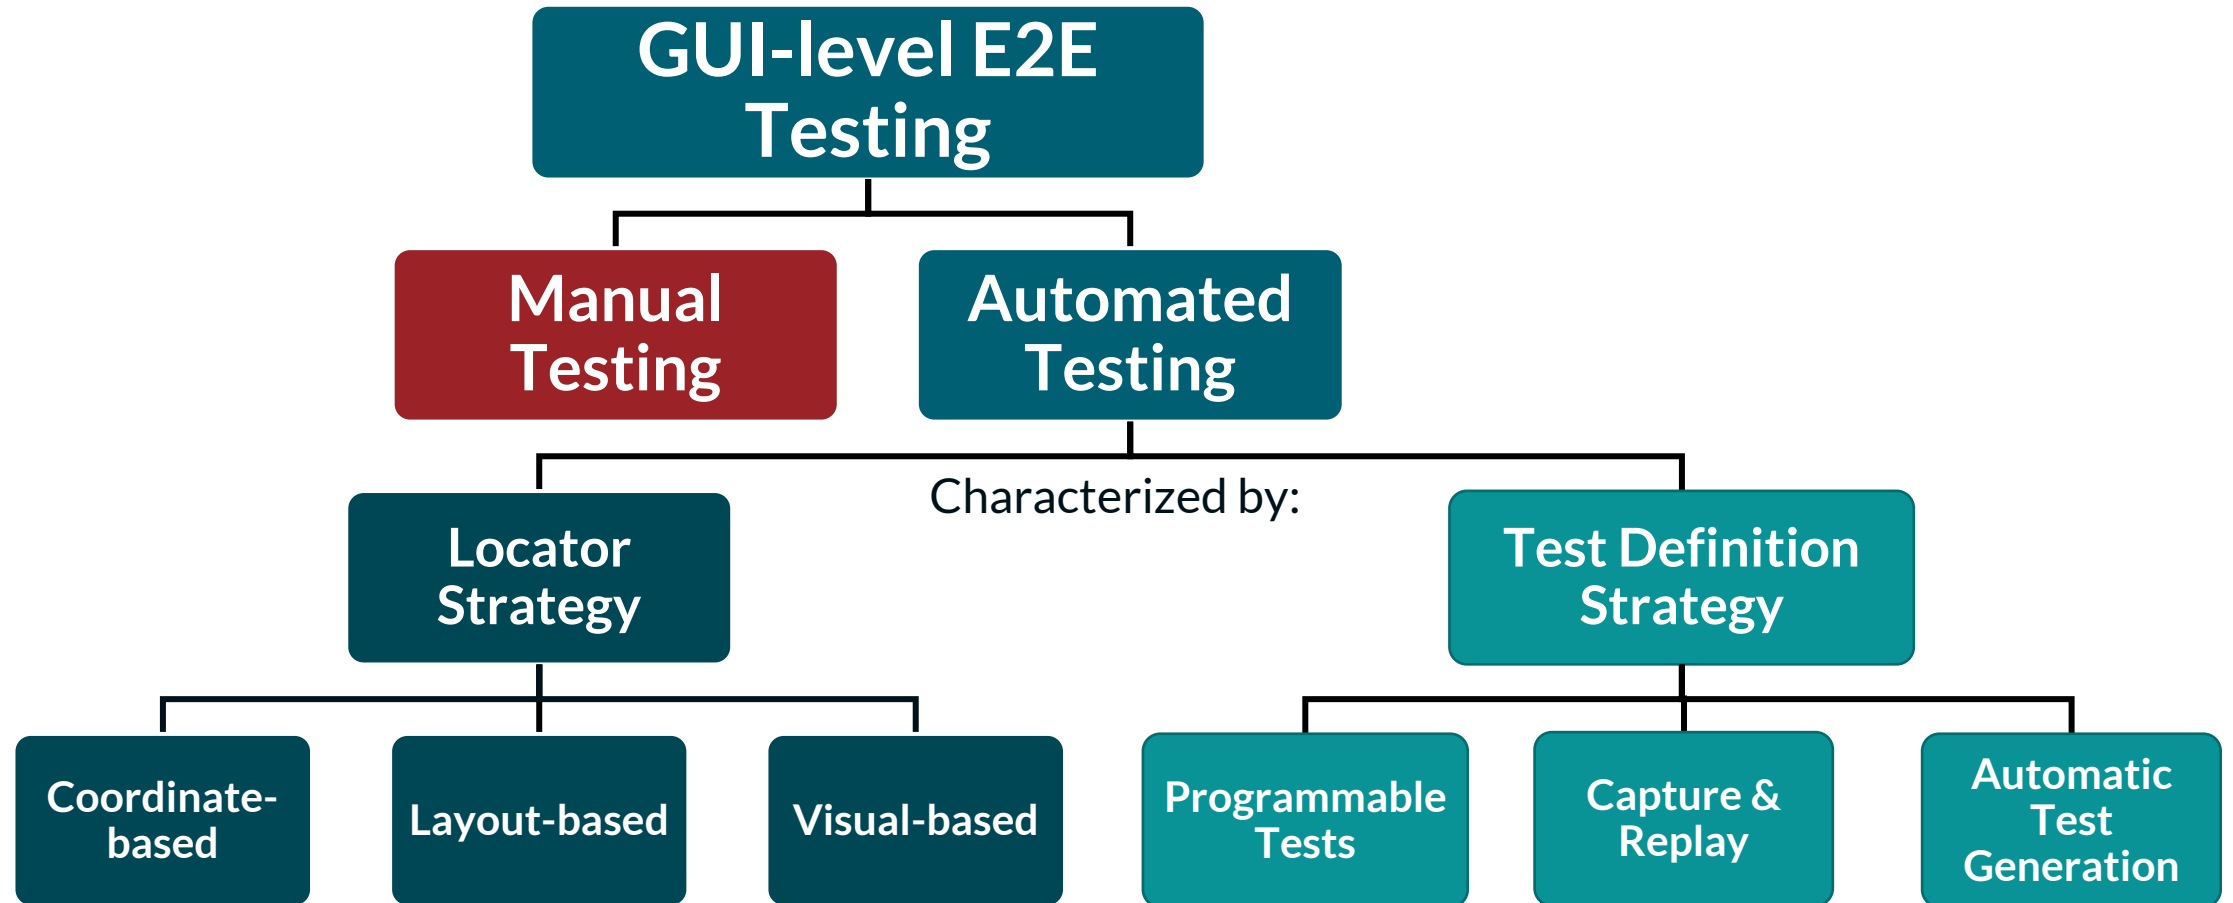 GUI-level E2E
Testing
Manual
Testing
Automated
Testing
Characterized by:
Locator
Strategy
Test Definition
Strategy
Coordinate-
based
Layout-based
Visual-based
Programmable
Tests
Capture &
Replay
Automatic
Test
Generation